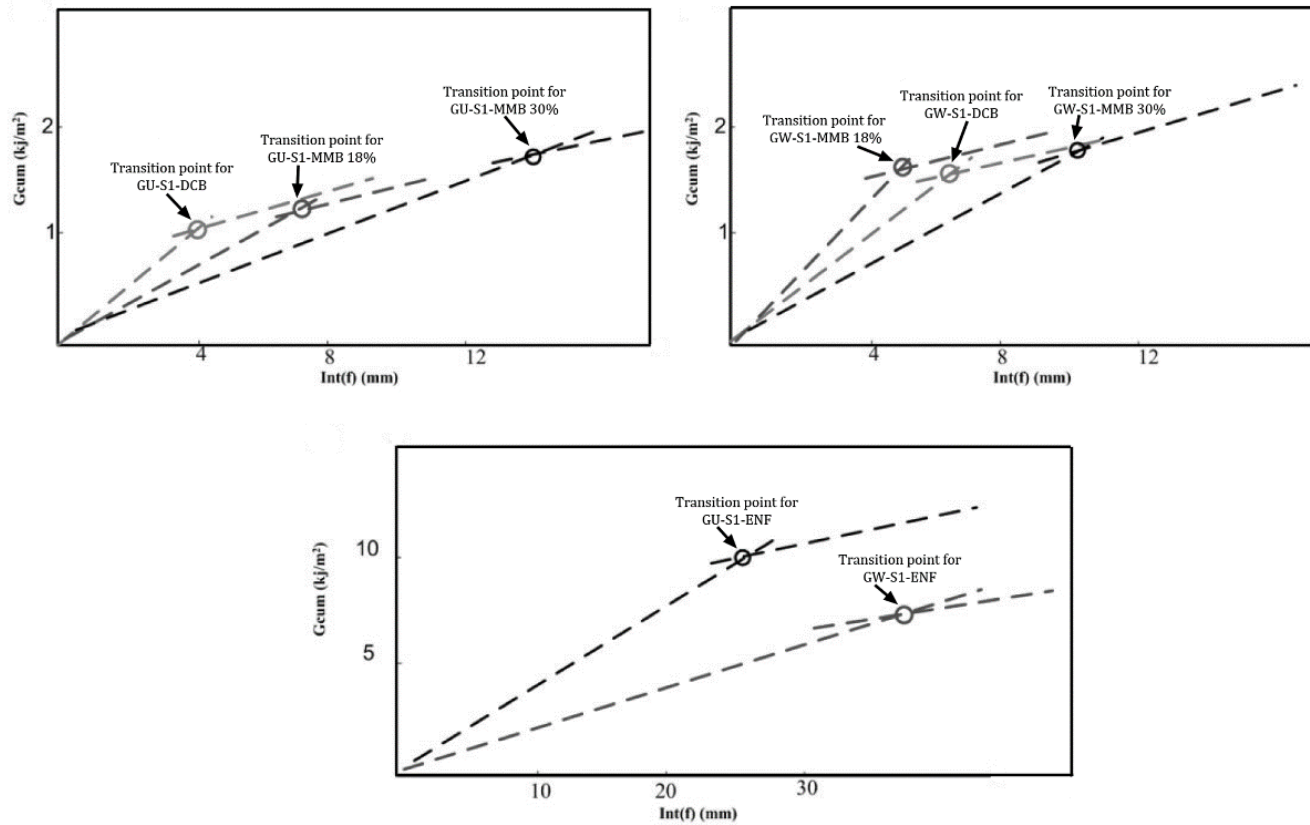 Gcum (kj/m²)
2
1
Transition point for
GU-S1-DCB
Transition point for
GU-S1-MMB 18%
Transition point for
GU-S1-MMB 30%
4
8
12
Int(f) (mm)
Gcum (kj/m²)
2
1
Transition point for
GW-S1-MMB 18%
Transition point for
GW-S1-DCB
Transition point for
GW-S1-MMB 30%
4
8
12
Int(f) (mm)
Gcum (kj/m²)
10
5
Transition point for
GU-S1-ENF
Transition point for
GW-S1-ENF
10
20
30
Int(f) (mm)